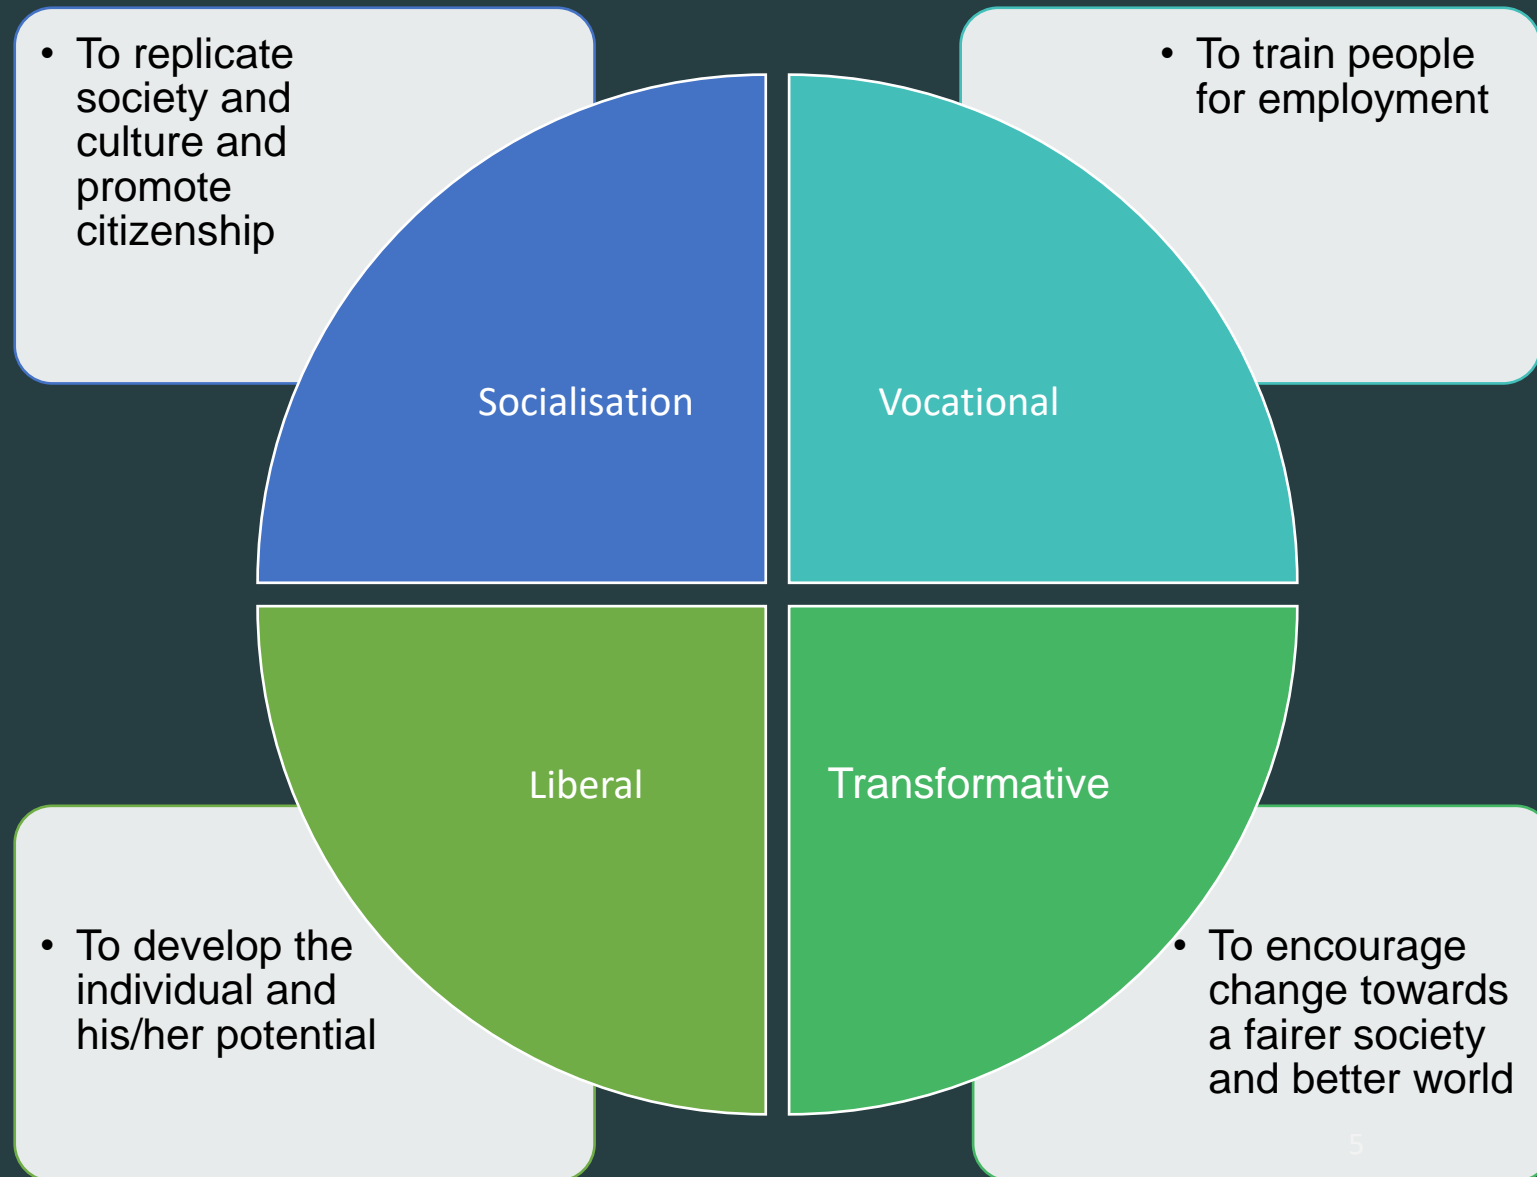 • To replicate
society and
culture and
promote
citizenship
• To train people
for employment
Socialisation
Vocational
Liberal
Transformative
• To develop the
individual and
his/her potential
• To encourage
change towards
a fairer society
and better world
5